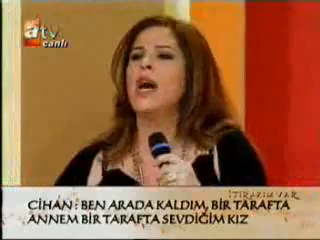 atv
canlı
İTİRAZIM VAR
CİHAN : BEN ARADA KALDIM, BİR TARAFTA
ANNEM BİR TARAFTA SEVDİĞİM KIZ